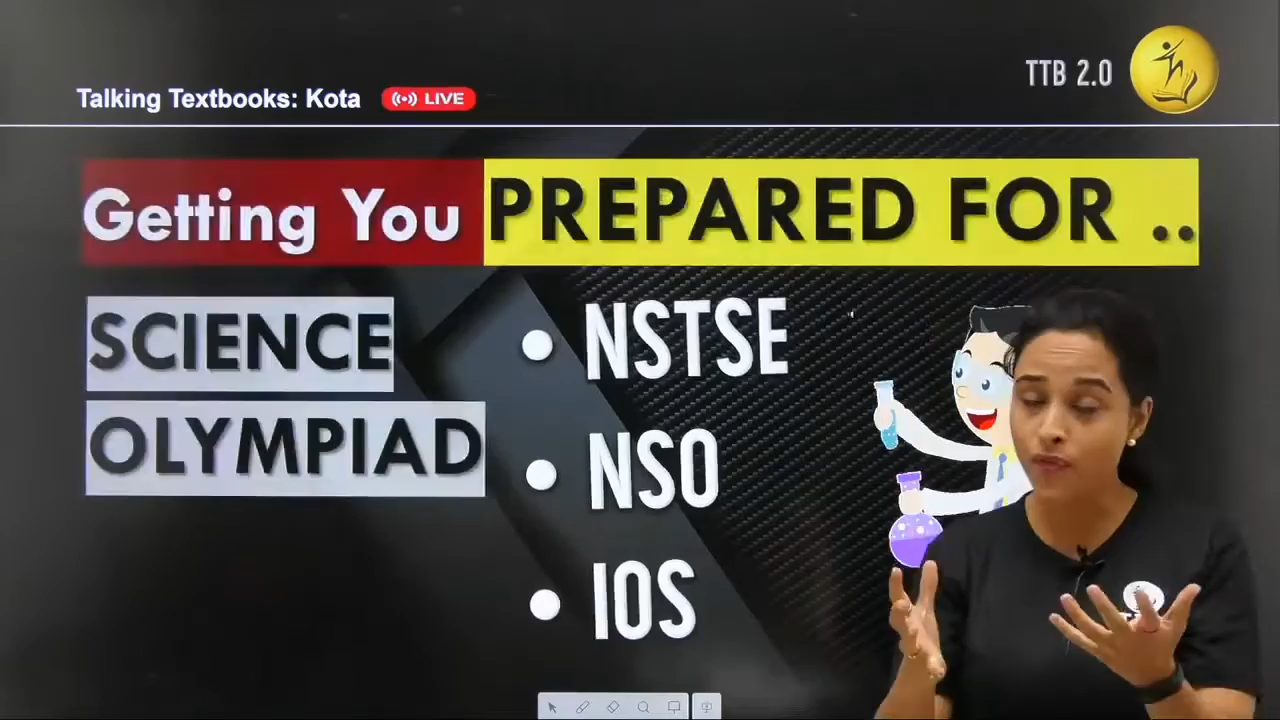 TTB 2.0
Talking Textbooks: Kota LIVE
Getting You PREPARED FOR ..
SCIENCE
OLYMPIAD
• NSTSE
• NSO
• IOS